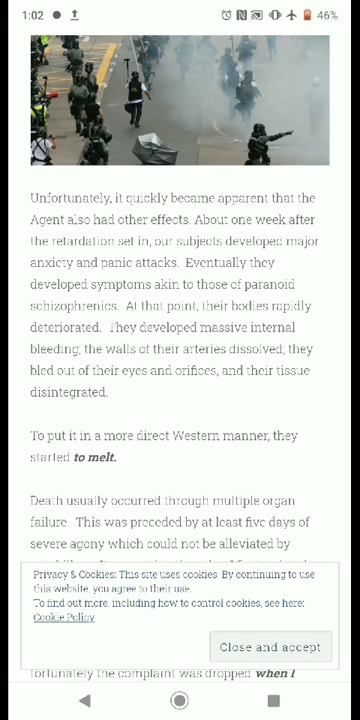 1:02
46%
Unfortunately, it quickly became apparent that the
Agent also had other effects. About one week after
the retardation set in, our subjects developed major
anxiety and panic attacks. Eventually they
developed symptoms akin to those of paranoid
schizophrenics. At that point, their bodies rapidly
deteriorated. They developed massive internal
bleeding; the walls of their arteries dissolved; they
bled out of their eyes and orifices, and their tissue
disintegrated.
To put it in a more direct Western manner, they
started to melt.
Death usually occurred through multiple organ
failure. This was preceded by at least five days of
severe agony which could not be alleviated by
Privacy & Cookies: This site uses cookies. By continuing to use
this website, you agree to their use.
To find out more, including how to control cookies, see here:
Cookie Policy
Close and accept
fortunately the complaint was dropped when I